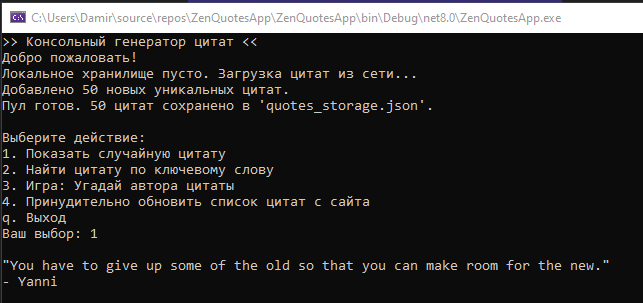 C:\Users\Damir\source\repos\ZenQuotesApp\ZenQuotesApp\bin\Debug\net8.0\ZenQuotesApp.exe
>> Консольный генератор цитат <<
Добро пожаловать!
Локальное хранилище пусто. Загрузка цитат из сети...
Добавлено 50 новых уникальных цитат.
Пул готов. 50 цитат сохранено в 'quotes_storage.json'.
Выберите действие:
1. Показать случайную цитату
2. Найти цитату по ключевому слову
3. Игра: Угадай автора цитаты
4. Принудительно обновить список цитат с сайта
q. Выход
Ваш выбор: 1
"You have to give up some of the old so that you can make room for the new."
- Yanni